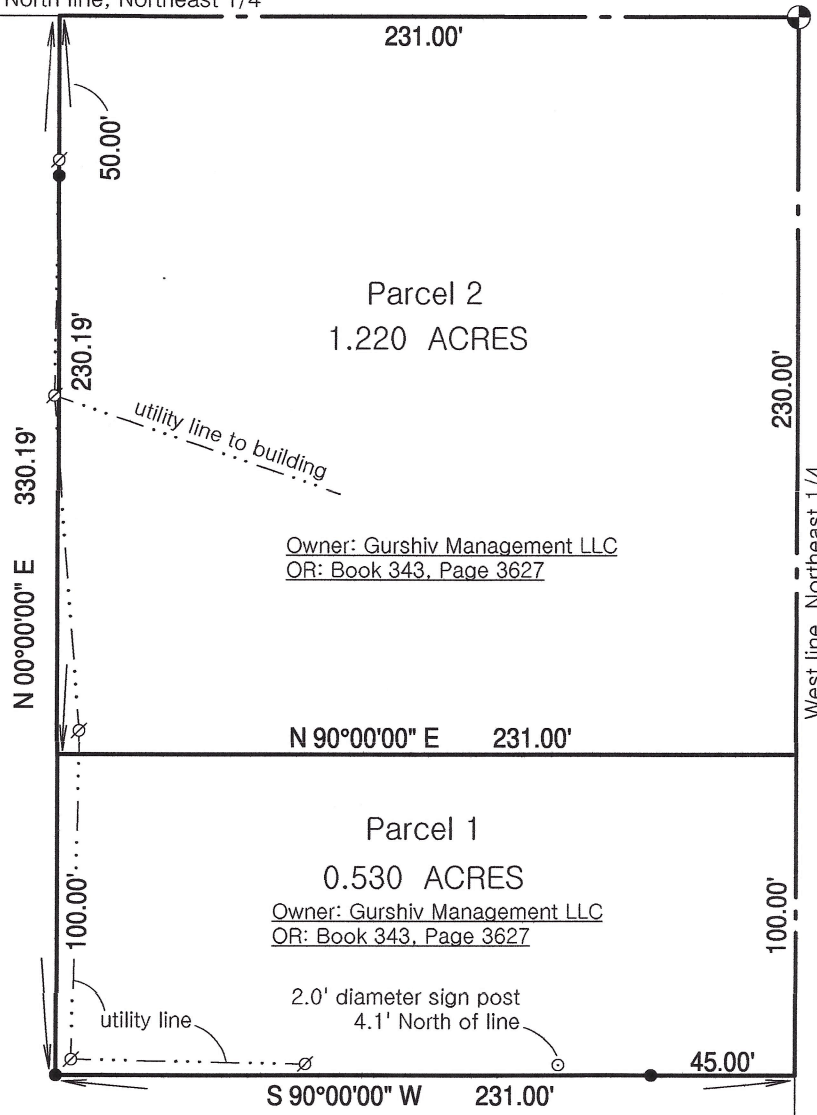 North line, Northeast 1/4
231.00'
50.00'
Parcel 2
1.220 ACRES
230.19'
230.00'
utility line to building
330.19'
West line, Northeast 1/4
Owner: Gurshiv Management LLC
OR: Book 343, Page 3627
N 00°00'00" E
N 90°00'00" E 231.00'
Parcel 1
0.530 ACRES
100.00'
100.00'
Owner: Gurshiv Management LLC
OR: Book 343, Page 3627
2.0' diameter sign post
4.1' North of line
utility line
45.00'
S 90°00'00" W 231.00'